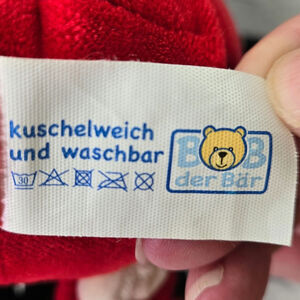 kuschelweich
und waschbar
BOB
der Bär
30